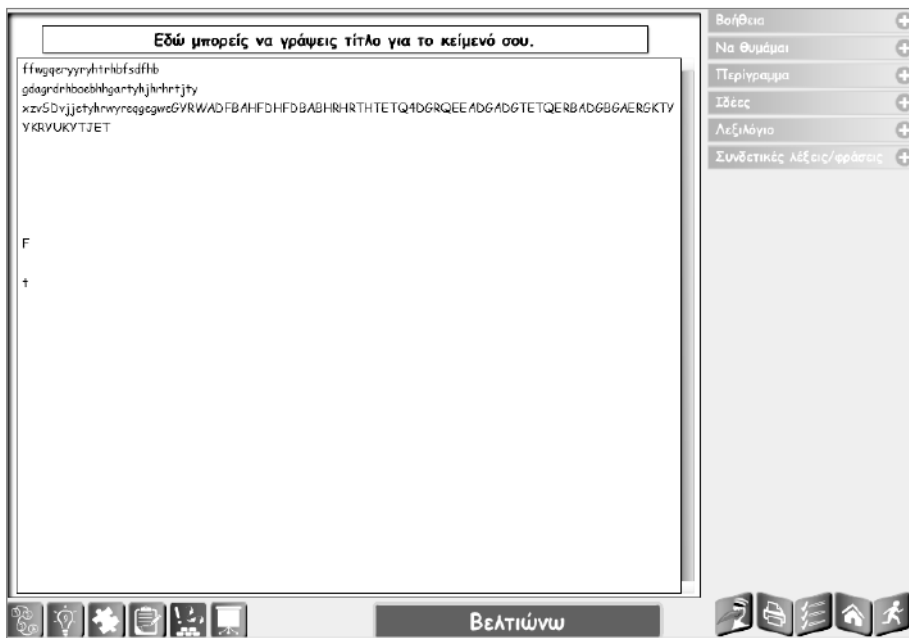 Εδώ μπορείς να γράψεις τίτλο για το κείμενό σου.
ffwgqeryyryhtrhbfsdfhb
gdagrdrhbaebhhgartyhjhrhrtjty
xzvSDvjjetyhrwyreqgegweGYRWADFBAHFDHFDBABHRHRTHTETQ4DGRQEEADGADGTETQERBADGBGAERGKTY
YKRYUKYTJET
F
t
Βοήθεια
Να θυμάμαι
Περίγραμμα
Ιδέες
Λεξιλόγιο
Συνδετικές λέξεις/φράσεις
Βελτιώνω